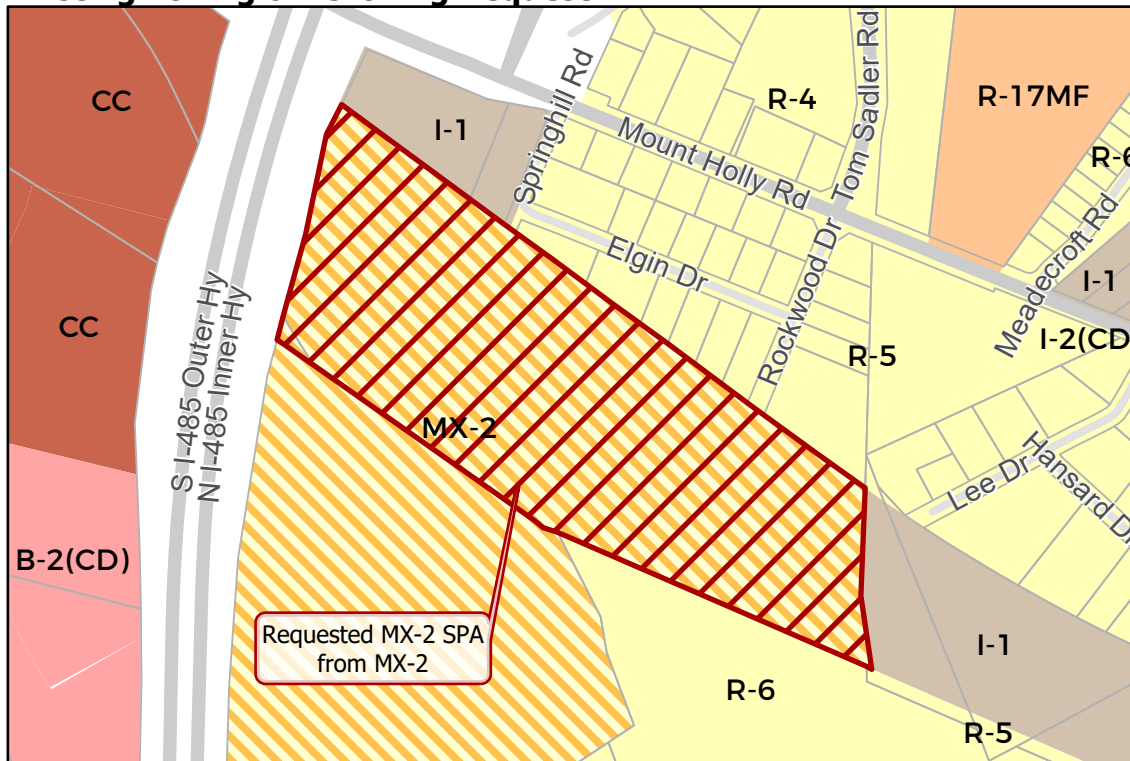 CC
I-1
R-4
R-17MF
Springhill Rd
Tom Sadler Rd
Mount Holly Rd
R-6
Meadecroft Rd
Elgin Dr
I-1
Rockwood Dr
CC
S I-485 Outer Hy
N I-485 Inner Hy
I-2(CD
R-5
MX-2
Lee Dr
Hansard Dr
B-2(CD)
Requested MX-2 SPA
from MX-2
I-1
R-6
R-5